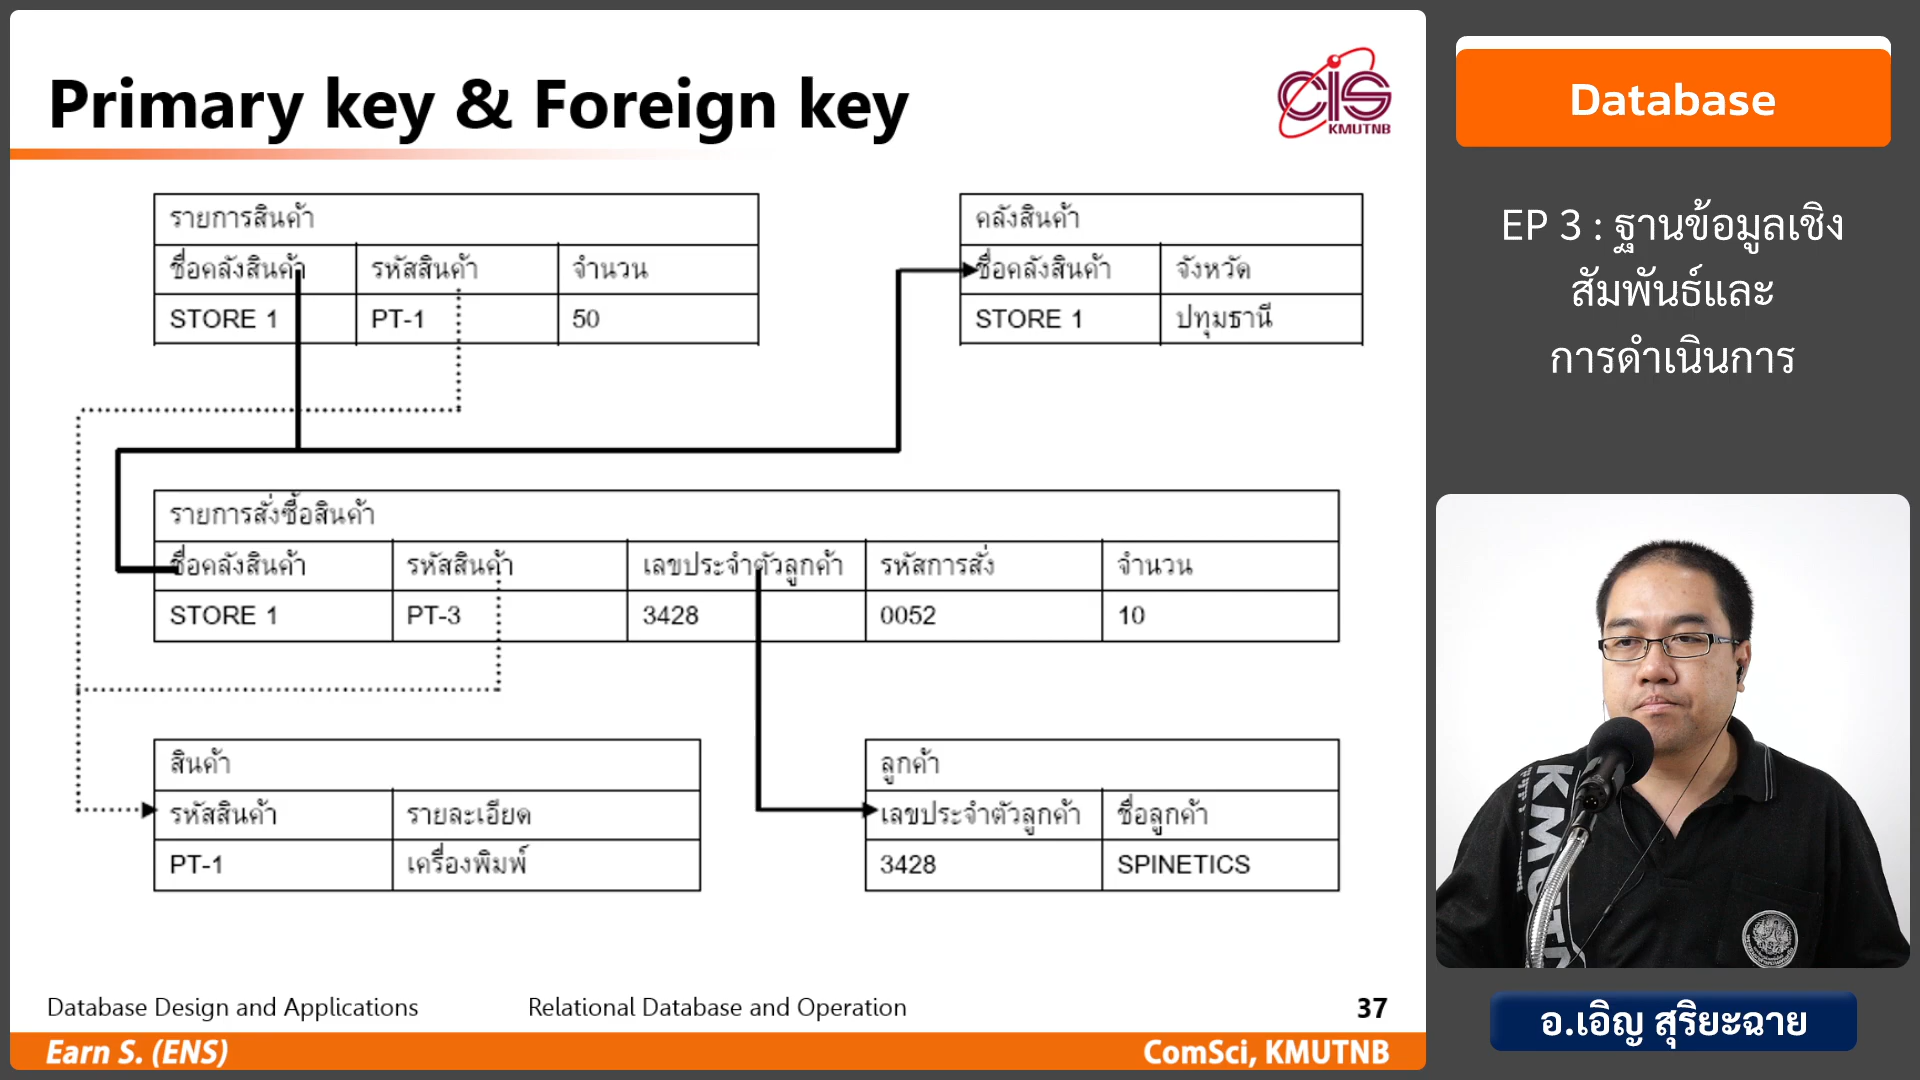 Primary key & Foreign key
CIS
KMUTNB
รายการสินค้า
ชื่อคลังสินค้า รหัสสินค้า จำนวน
STORE 1 PT-1 50
คลังสินค้า
ชื่อคลังสินค้า จังหวัด
STORE 1 ปทุมธานี
รายการสั่งซื้อสินค้า
ชื่อคลังสินค้า รหัสสินค้า เลขประจำตัวลูกค้า รหัสการสั่ง จำนวน
STORE 1 PT-3 3428 0052 10
สินค้า
รหัสสินค้า รายละเอียด
PT-1 เครื่องพิมพ์
ลูกค้า
เลขประจำตัวลูกค้า ชื่อลูกค้า
3428 SPINETICS
Database Design and Applications Relational Database and Operation 37
Earn S. (ENS) ComSci, KMUTNB
Database
EP 3 : ฐานข้อมูลเชิง
สัมพันธ์และ
การดำเนินการ
อ.เอิญ สุริยะฉาย